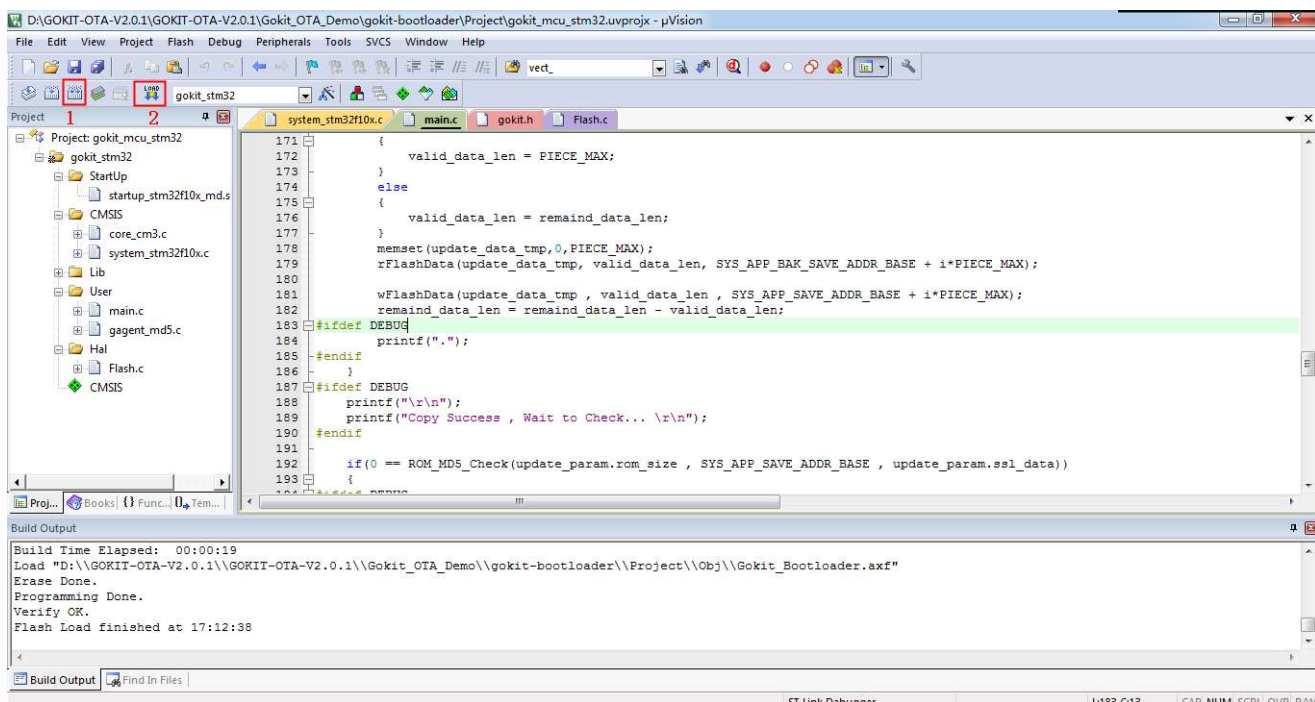 D:\GOKIT-OTA-V2.0.1\GOKIT-OTA-V2.0.1\Gokit_OTA_Demo\gokit-bootloader\Project\gokit_mcu_stm32.uvprojx - µVision
File Edit View Project Flash Debug Peripherals Tools SVCS Window Help
vect_
LOAD gokit_stm32
Project 1 2
system_stm32f10x.c main.c gokit.h Flash.c
Project: gokit_mcu_stm32
gokit_stm32
StartUp
startup_stm32f10x_md.s
CMSIS
core_cm3.c
system_stm32f10x.c
Lib
User
main.c
gagent_md5.c
Hal
Flash.c
CMSIS
Proj... Books {} Func... Tem...
171 {
172 valid_data_len = PIECE_MAX;
173 }
174 else
175 {
176 valid_data_len = remaind_data_len;
177 }
178 memset(update_data_tmp,0,PIECE_MAX);
179 rFlashData(update_data_tmp, valid_data_len, SYS_APP_BAK_SAVE_ADDR_BASE + i*PIECE_MAX);
180
181 wFlashData(update_data_tmp , valid_data_len , SYS_APP_SAVE_ADDR_BASE + i*PIECE_MAX);
182 remaind_data_len = remaind_data_len - valid_data_len;
183 #ifdef DEBUG
184 printf(".");
185 #endif
186 }
187 #ifdef DEBUG
188 printf("\r\n");
189 printf("Copy Success , Wait to Check... \r\n");
190 #endif
191
192 if(0 == ROM_MD5_Check(update_param.rom_size , SYS_APP_SAVE_ADDR_BASE , update_param.ssl_data))
193 {
194 #ifdef DEBUG
Build Output
Build Time Elapsed: 00:00:19
Load "D:\\GOKIT-OTA-V2.0.1\\GOKIT-OTA-V2.0.1\\Gokit_OTA_Demo\\gokit-bootloader\\Project\\Obj\\Gokit_Bootloader.axf"
Erase Done.
Programming Done.
Verify OK.
Flash Load finished at 17:12:38
Build Output Find In Files
ST-Link Debugger L:183 C:13 CAP NUM SCRL OVR R/W